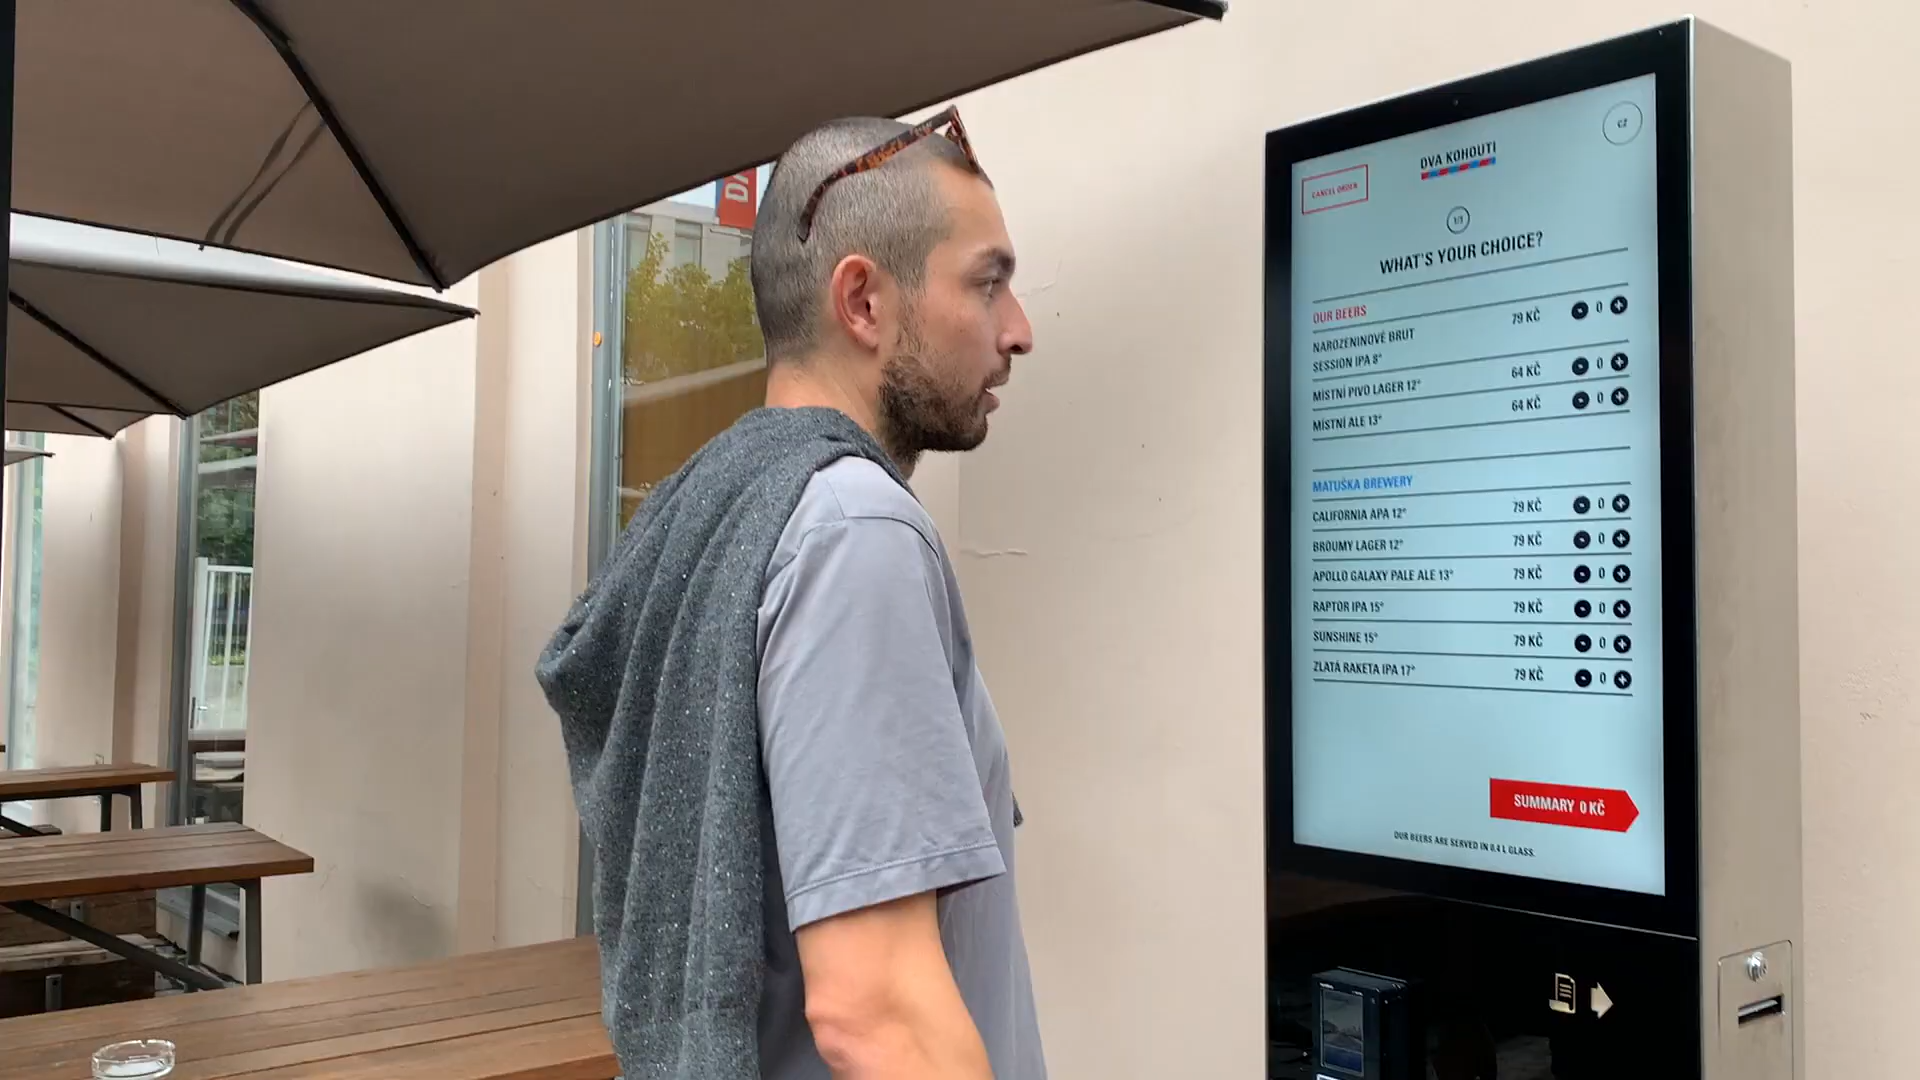 CZ
DVA KOHOUTI
CANCEL ORDER
1/3
WHAT'S YOUR CHOICE?
OUR BEERS
NAROZENINOVÉ BRUT 79 KČ - 0 +
SESSION IPA 8°
MÍSTNÍ PIVO LAGER 12° 64 KČ - 0 +
MÍSTNÍ ALE 13° 64 KČ - 0 +
MATUŠKA BREWERY
CALIFORNIA APA 12° 79 KČ - 0 +
BROUMY LAGER 12° 79 KČ - 0 +
APOLLO GALAXY PALE ALE 13° 79 KČ - 0 +
RAPTOR IPA 15° 79 KČ - 0 +
SUNSHINE 15° 79 KČ - 0 +
ZLATÁ RAKETA IPA 17° 79 KČ - 0 +
SUMMARY 0 KČ
OUR BEERS ARE SERVED IN 0.4 L GLASS.